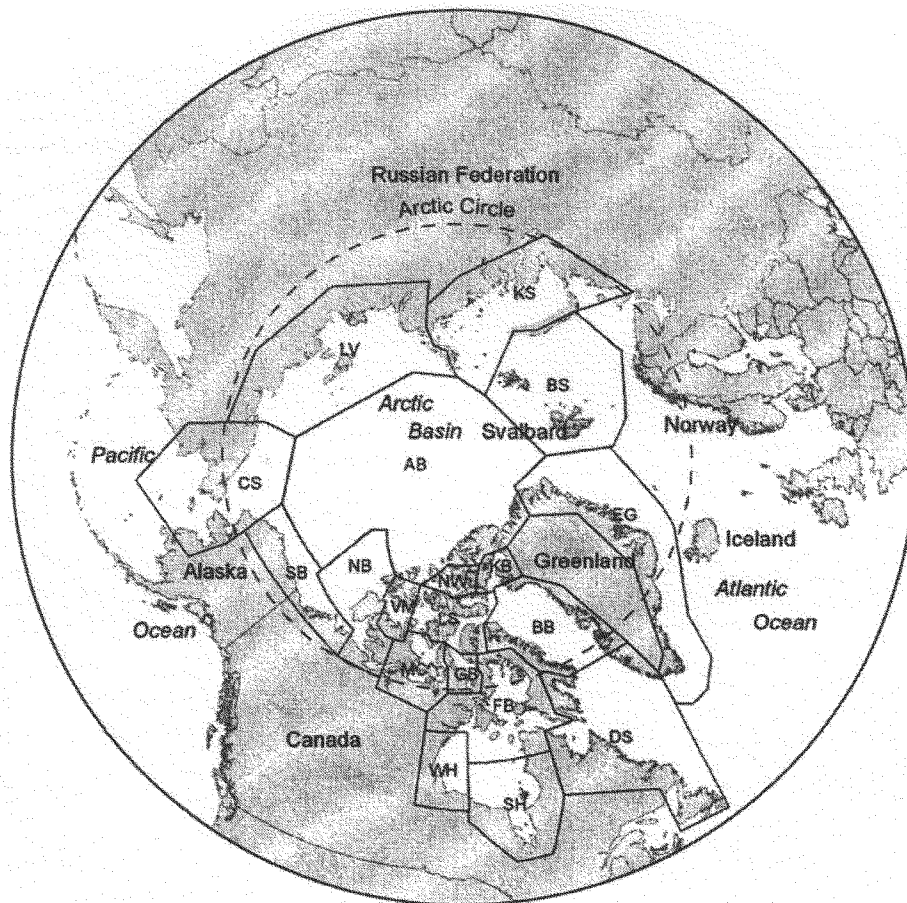 Russian Federation
Arctic Circle
KS
LV
BS
Arctic
Basin
Svalbard
Norway
Pacific
AB
CS
EG
Iceland
Alaska
SB
NB
NW
KB
Greenland
VM
LS
Atlantic
Ocean
Ocean
BB
MC
GB
FB
Canada
DS
WH
SH